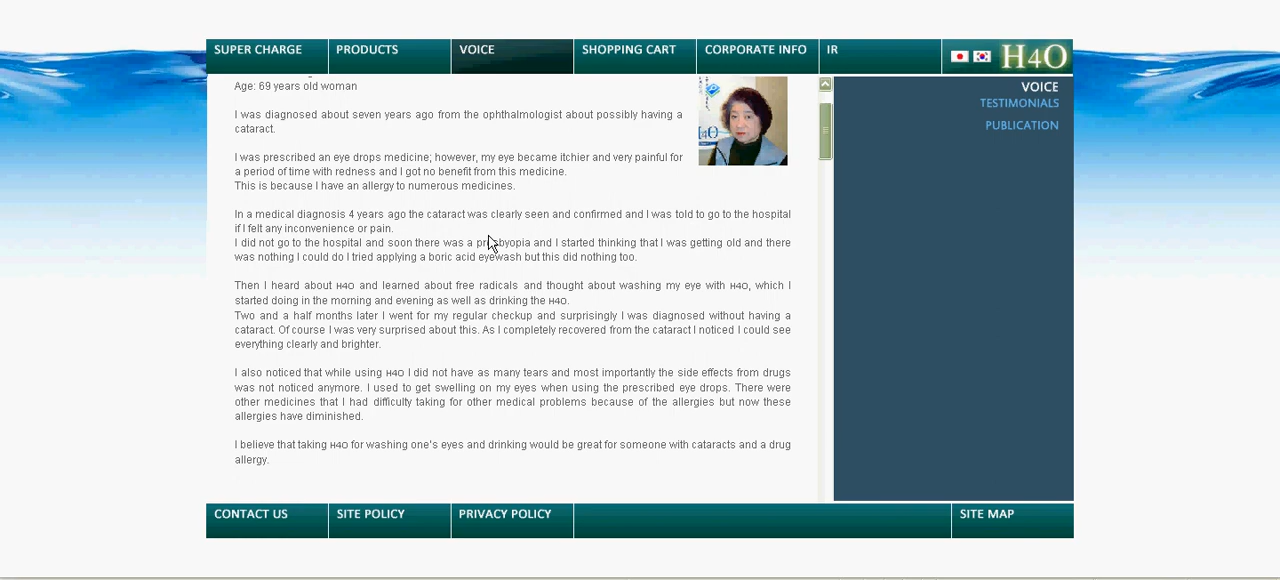 SUPER CHARGE
PRODUCTS
VOICE
SHOPPING CART
CORPORATE INFO
IR
H4O
Age: 69 years old woman
I was diagnosed about seven years ago from the ophthalmologist about possibly having a
cataract.
I was prescribed an eye drops medicine; however, my eye became itchier and very painful for
a period of time with redness and I got no benefit from this medicine.
This is because I have an allergy to numerous medicines.
In a medical diagnosis 4 years ago the cataract was clearly seen and confirmed and I was told to go to the hospital
if I felt any inconvenience or pain.
I did not go to the hospital and soon there was a presbyopia and I started thinking that I was getting old and there
was nothing I could do I tried applying a boric acid eyewash but this did nothing too.
Then I heard about H4O and learned about free radicals and thought about washing my eye with H4O, which I
started doing in the morning and evening as well as drinking the H4O.
Two and a half months later I went for my regular checkup and surprisingly I was diagnosed without having a
cataract. Of course I was very surprised about this. As I completely recovered from the cataract I noticed I could see
everything clearly and brighter.
I also noticed that while using H4O I did not have as many tears and most importantly the side effects from drugs
was not noticed anymore. I used to get swelling on my eyes when using the prescribed eye drops. There were
other medicines that I had difficulty taking for other medical problems because of the allergies but now these
allergies have diminished.
I believe that taking H4O for washing one's eyes and drinking would be great for someone with cataracts and a drug
allergy.
VOICE
TESTIMONIALS
PUBLICATION
CONTACT US
SITE POLICY
PRIVACY POLICY
SITE MAP